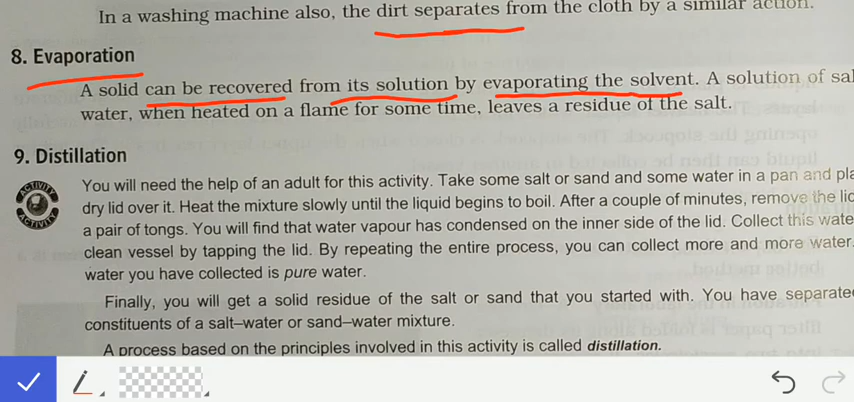 In a washing machine also, the dirt separates from the cloth by a similar action.
8. Evaporation
A solid can be recovered from its solution by evaporating the solvent. A solution of
water, when heated on a flame for some time, leaves a residue of the salt.
9. Distillation
ACTIVITY
You will need the help of an adult for this activity. Take some salt or sand and some water in a pan and
dry lid over it. Heat the mixture slowly until the liquid begins to boil. After a couple of minutes, remove the
ACTIVITY
a pair of tongs. You will find that water vapour has condensed on the inner side of the lid. Collect this
clean vessel by tapping the lid. By repeating the entire process, you can collect more and more water.
water you have collected is pure water.
Finally, you will get a solid residue of the salt or sand that you started with. You have
constituents of a salt–water or sand–water mixture.
A process based on the principles involved in this activity is called distillation.